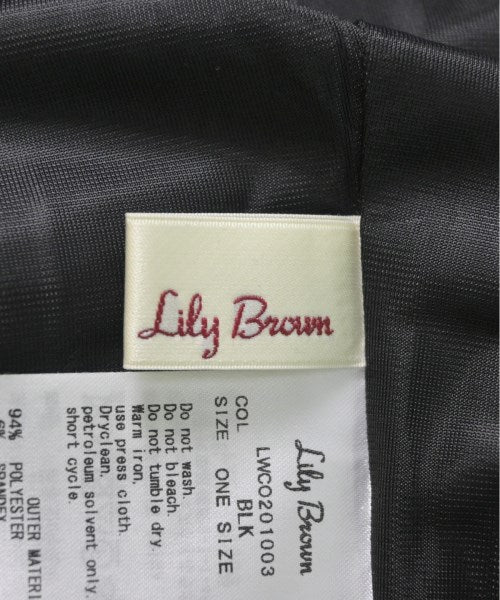 Lily Brown
Lily Brown
LWCO201003
COL BLK
SIZE ONE SIZE
Do not wash.
Do not bleach.
Do not tumble dry.
Warm iron.
use press cloth.
Dryclean.
petroleum solvent only.
short cycle.
OUTER MATERI
94% POLYESTER
6% SPANDEX